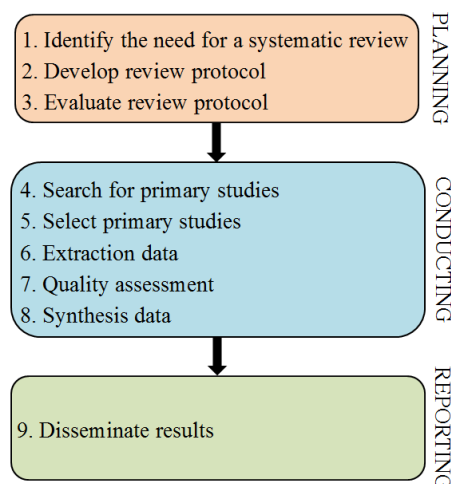 1. Identify the need for a systematic review
2. Develop review protocol
3. Evaluate review protocol
PLANNING
4. Search for primary studies
5. Select primary studies
6. Extraction data
7. Quality assessment
8. Synthesis data
CONDUCTING
9. Disseminate results
REPORTING